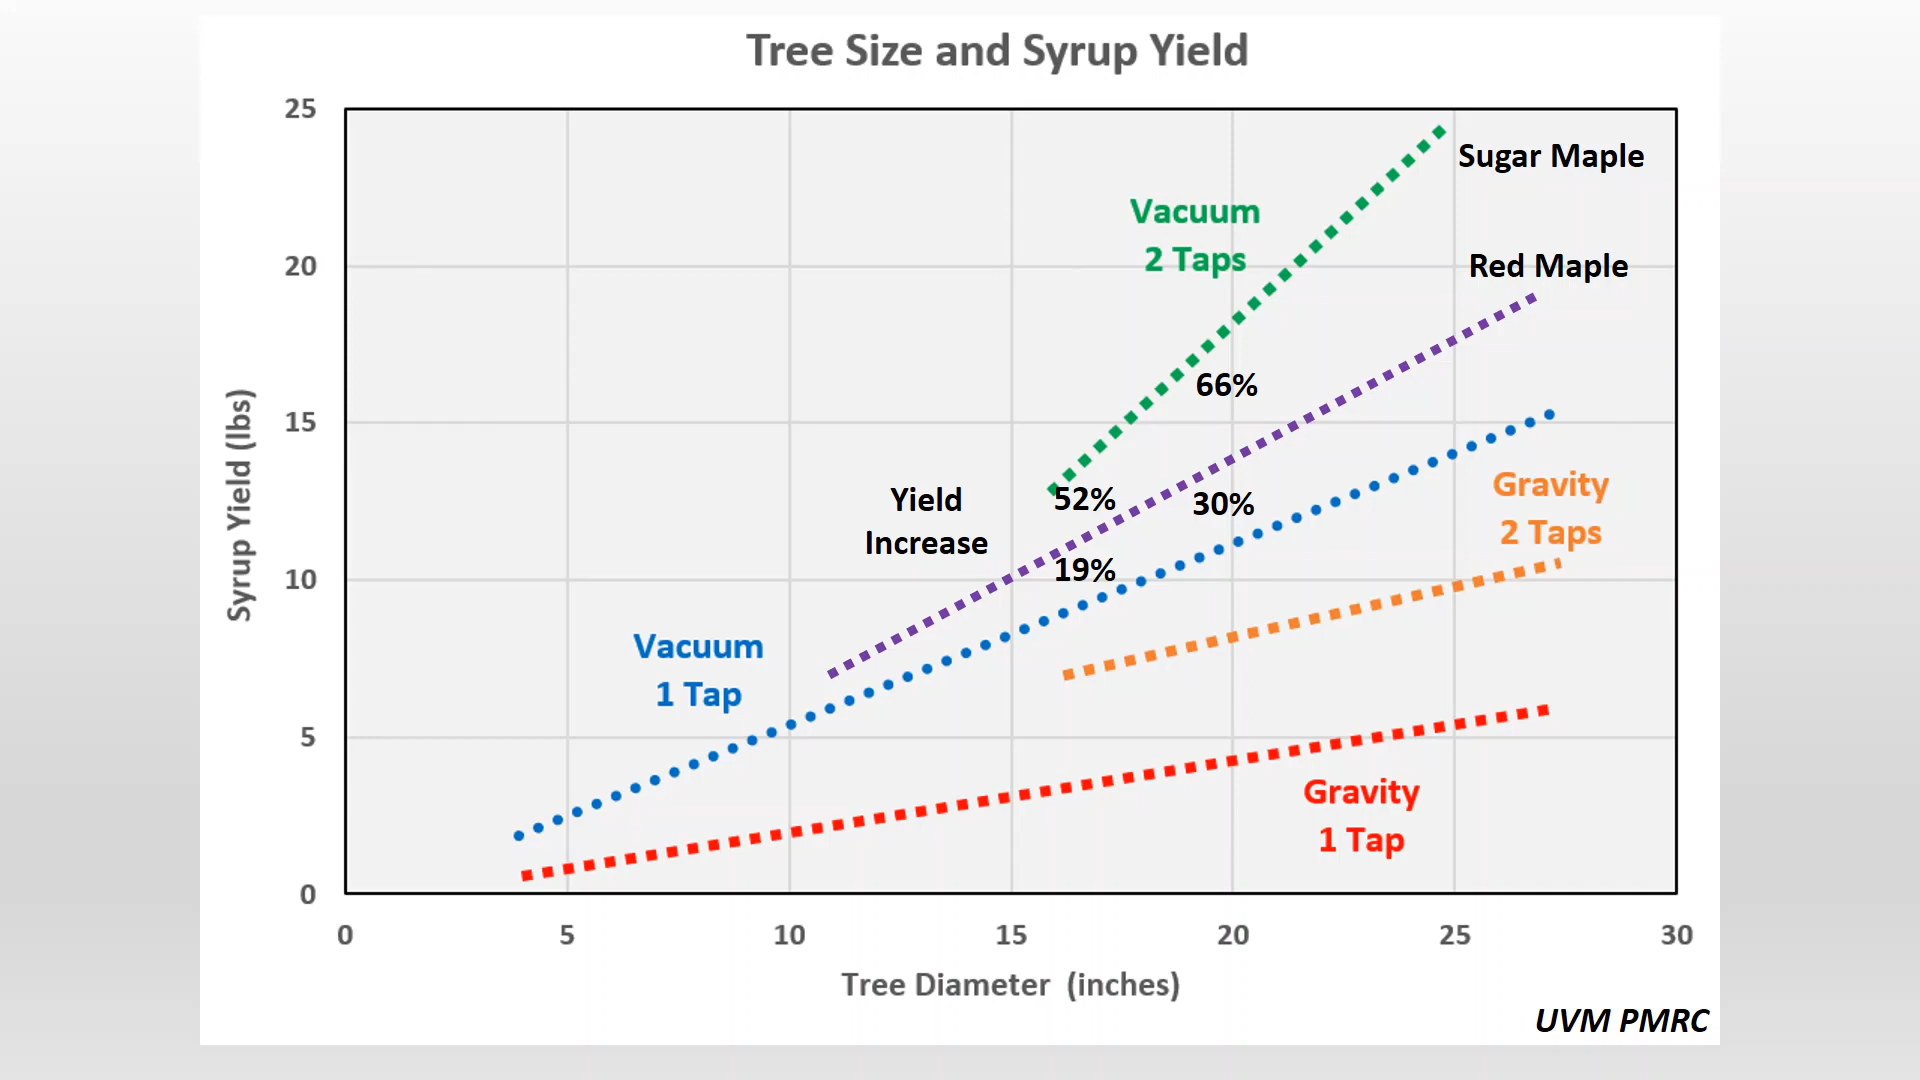 Tree Size and Syrup Yield
25
20
15
10
5
0
Syrup Yield (lbs)
Sugar Maple
Vacuum
2 Taps
Red Maple
66%
Yield
Increase
52%
30%
19%
Gravity
2 Taps
Vacuum
1 Tap
Gravity
1 Tap
0 5 10 15 20 25 30
Tree Diameter (inches)
UVM PMRC